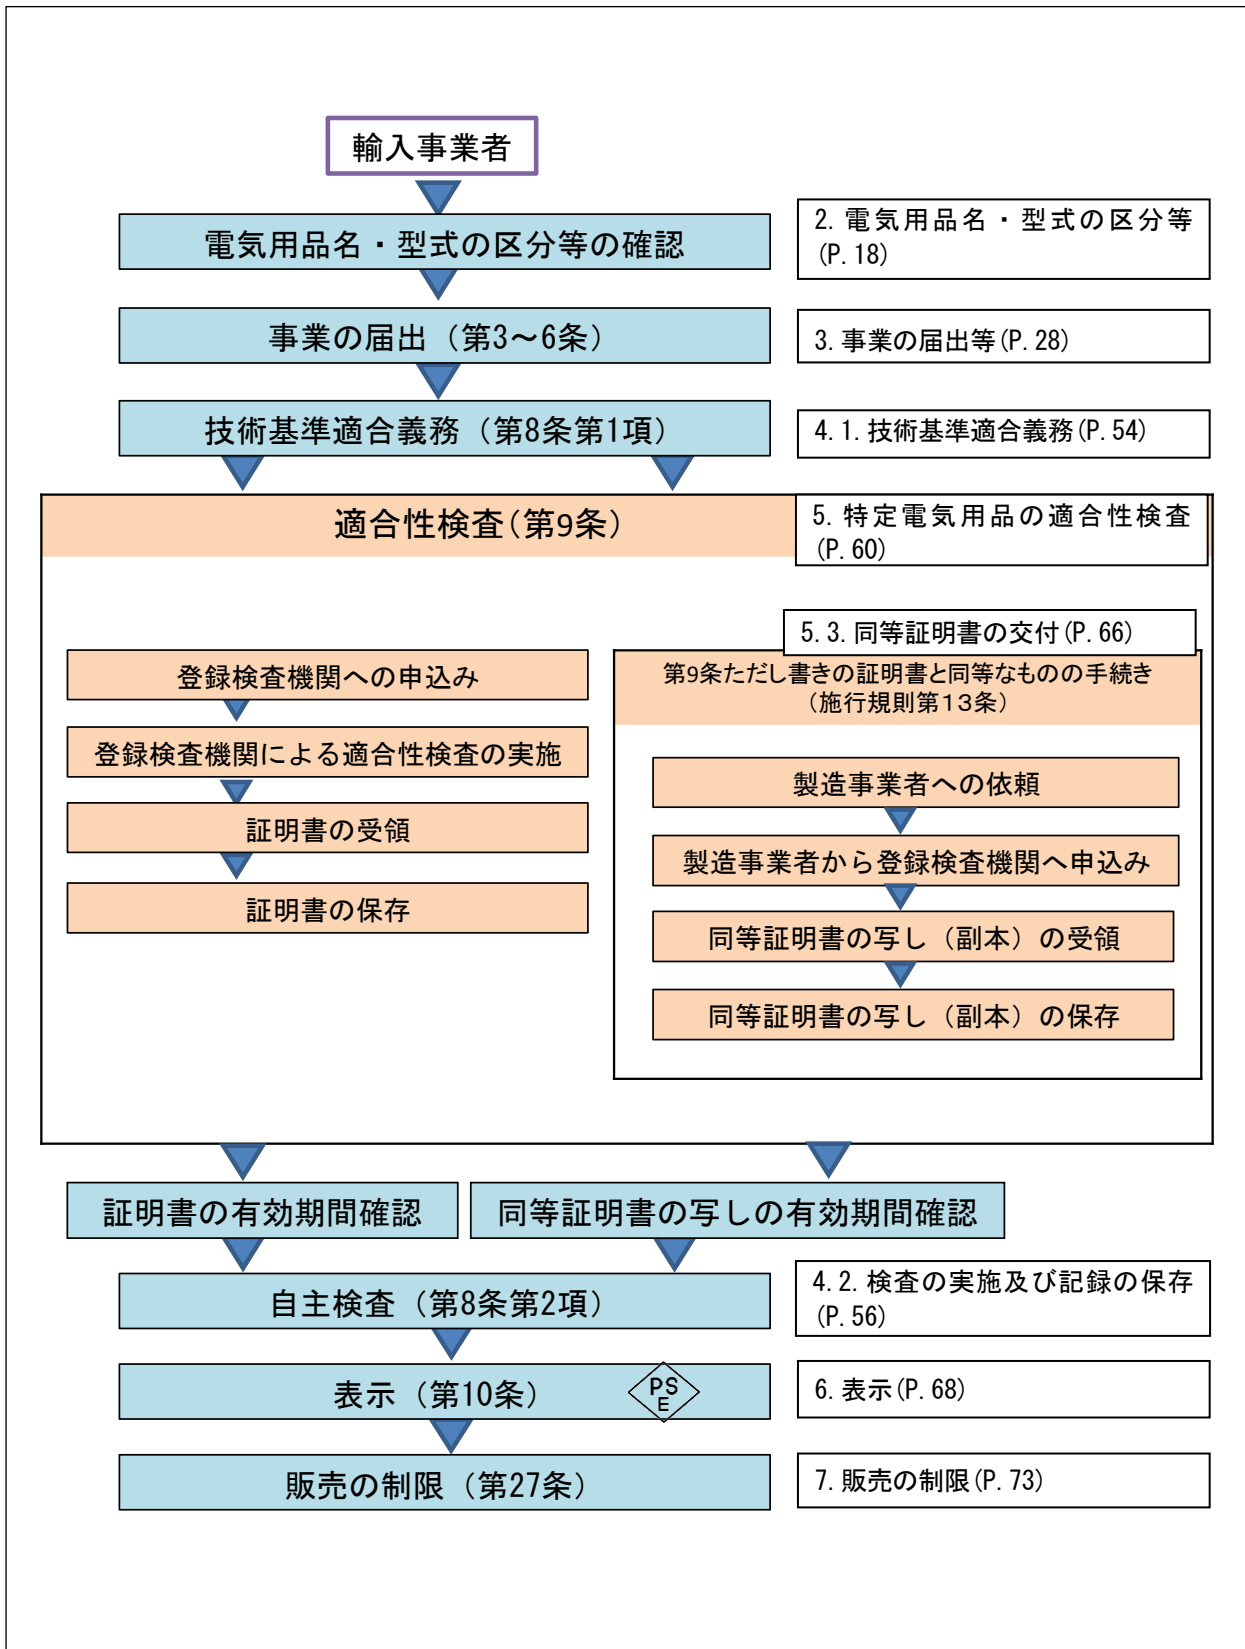 輸入事業者
電気用品名・型式の区分等の確認
2. 電気用品名・型式の区分等
(P. 18)
事業の届出（第3～6条）
3. 事業の届出等(P. 28)
技術基準適合義務（第8条第1項）
4. 1. 技術基準適合義務(P. 54)
適合性検査(第9条)
5. 特定電気用品の適合性検査
(P. 60)
5. 3. 同等証明書の交付(P. 66)
登録検査機関への申込み
登録検査機関による適合性検査の実施
証明書の受領
証明書の保存
第9条ただし書きの証明書と同等なものの手続き
（施行規則第１３条）
製造事業者への依頼
製造事業者から登録検査機関へ申込み
同等証明書の写し（副本）の受領
同等証明書の写し（副本）の保存
証明書の有効期間確認
同等証明書の写しの有効期間確認
自主検査（第8条第2項）
4. 2. 検査の実施及び記録の保存
(P. 56)
表示（第10条）
PS
E
6. 表示(P. 68)
販売の制限（第27条）
7. 販売の制限(P. 73)